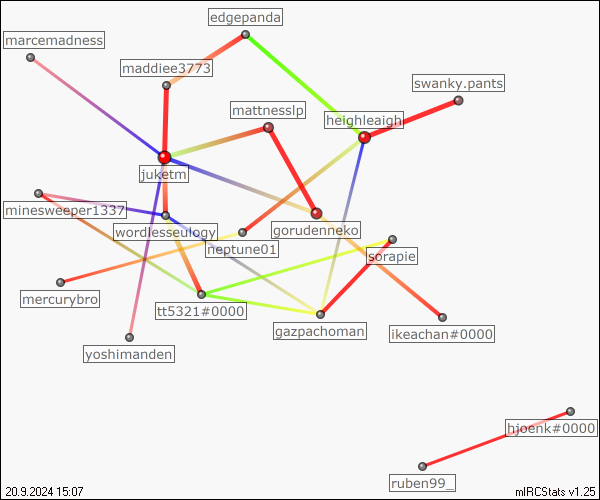 edgepanda
marcemadness
maddiee3773
swanky.pants
mattnesslp
heighleaigh
juketm
minesweeper1337
wordlesseulogy
gorudenneko
neptune01
sorapie
mercurybro
tt5321#0000
gazpachoman
ikeachan#0000
yoshimanden
hjoenk#0000
ruben99_
20.9.2024 15:07
mIRCStats v1.25